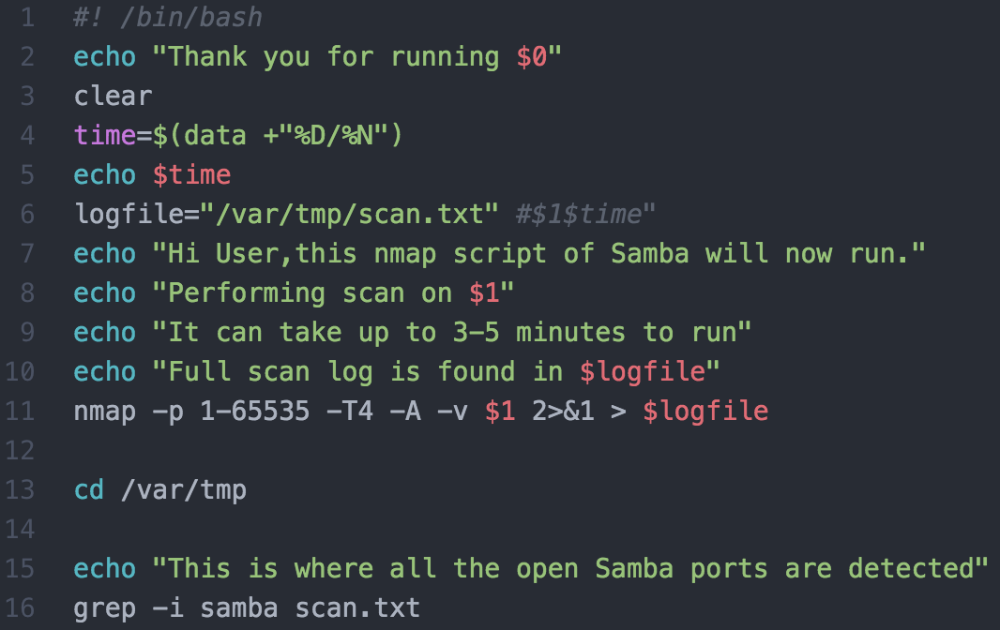 1 #! /bin/bash
2 echo "Thank you for running $0"
3 clear
4 time=$(data +"%D/%N")
5 echo $time
6 logfile="/var/tmp/scan.txt" #$1$time"
7 echo "Hi User,this nmap script of Samba will now run."
8 echo "Performing scan on $1"
9 echo "It can take up to 3-5 minutes to run"
10 echo "Full scan log is found in $logfile"
11 nmap -p 1-65535 -T4 -A -v $1 2>&1 > $logfile
12
13 cd /var/tmp
14
15 echo "This is where all the open Samba ports are detected"
16 grep -i samba scan.txt